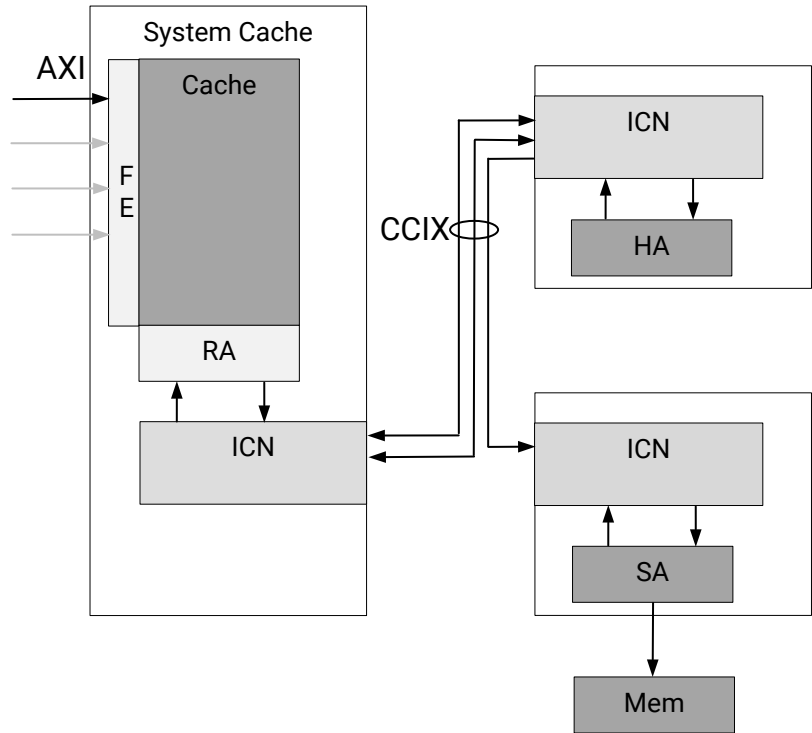 System Cache
AXI
Cache
F
E
RA
ICN
CCIX
ICN
HA
ICN
SA
Mem